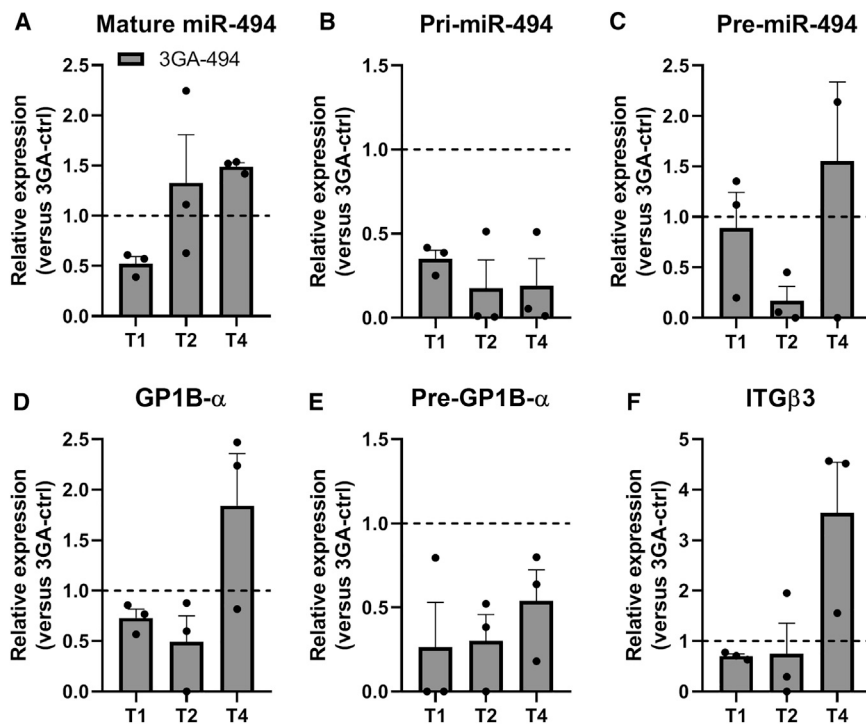 A Mature miR-494
3GA-494
Relative expression
(versus 3GA-ctrl)
2.5
2.0
1.5
1.0
0.5
0.0
T1 T2 T4
B Pri-miR-494
Relative expression
(versus 3GA-ctrl)
1.5
1.0
0.5
0.0
T1 T2 T4
C Pre-miR-494
Relative expression
(versus 3GA-ctrl)
2.5
2.0
1.5
1.0
0.5
0.0
T1 T2 T4
D GP1B-α
Relative expression
(versus 3GA-ctrl)
2.5
2.0
1.5
1.0
0.5
0.0
T1 T2 T4
E Pre-GP1B-α
Relative expression
(versus 3GA-ctrl)
1.5
1.0
0.5
0.0
T1 T2 T4
F ITGβ3
Relative expression
(versus 3GA-ctrl)
5
4
3
2
1
0
T1 T2 T4